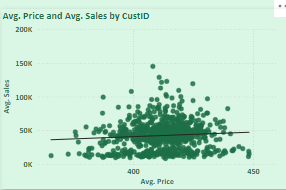 Avg. Price and Avg. Sales by CustID
200K
150K
100K
50K
0K
Avg. Sales
400
450
Avg. Price